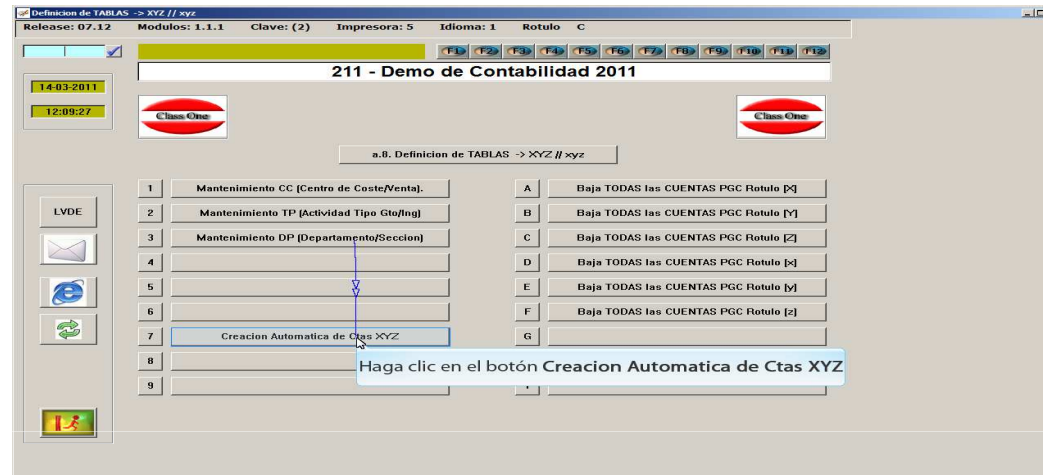 Definicion de TABLAS -> XYZ // xyz
Release: 07.12 Modulos: 1.1.1 Clave: (2) Impresora: 5 Idioma: 1 Rotulo C
F1 F2 F3 F4 F5 F6 F7 F8 F9 F10 F11 F12
211 - Demo de Contabilidad 2011
14-03-2011
12:09:27
Class One
Class One
a.8. Definicion de TABLAS -> XYZ // xyz
1 Mantenimiento CC (Centro de Coste/Venta). A Baja TODAS las CUENTAS PGC Rotulo [X]
LVDE 2 Mantenimiento TP (Actividad Tipo Gto/Ing) B Baja TODAS las CUENTAS PGC Rotulo [Y]
3 Mantenimiento DP (Departamento/Seccion) C Baja TODAS las CUENTAS PGC Rotulo [Z]
4 D Baja TODAS las CUENTAS PGC Rotulo [x]
5 E Baja TODAS las CUENTAS PGC Rotulo [y]
6 F Baja TODAS las CUENTAS PGC Rotulo [z]
7 Creacion Automatica de Ctas XYZ G
8
Haga clic en el botón Creacion Automatica de Ctas XYZ
9